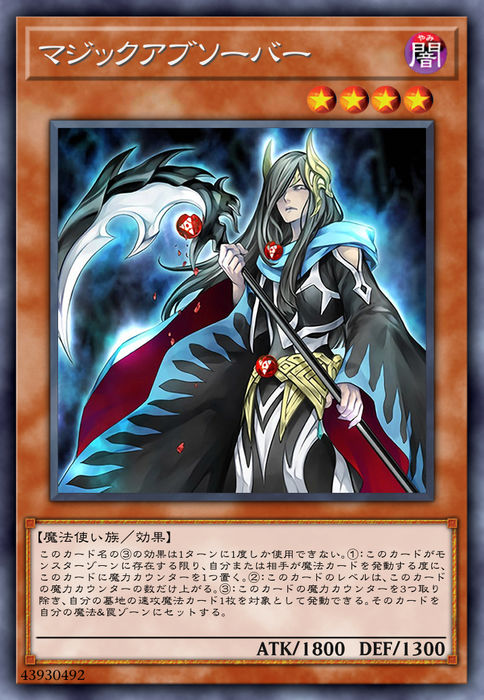 マジックアブソーバー
やみ
闇
【魔法使い族／効果】
このカード名の③の効果は1ターンに1度しか使用できない。①:このカードがモ
ンスターゾーンに存在する限り、自分または相手が魔法カードを発動する度に、
このカードに魔力カウンターを1つ置く。②:このカードのレベルは、このカード
の魔力カウンターの数だけ上がる。③:このカードの魔力カウンターを3つ取り
除き、自分の墓地の速攻魔法カード1枚を対象として発動できる。そのカードを
自分の魔法&罠ゾーンにセットする。
ATK/1800 DEF/1300
43930492